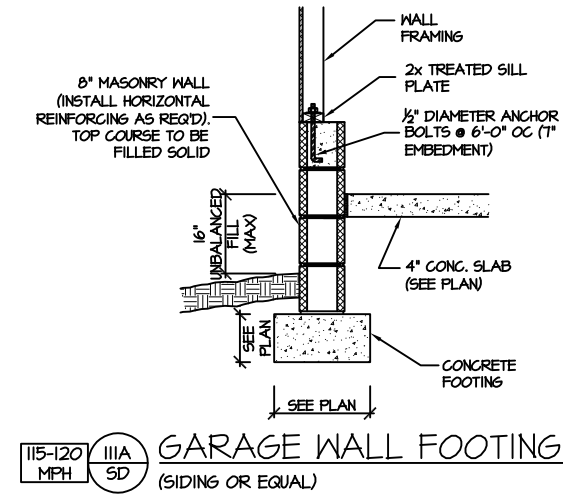 WALL
FRAMING
2x TREATED SILL
PLATE
8" MASONRY WALL
(INSTALL HORIZONTAL
REINFORCING AS REQ'D).
TOP COURSE TO BE
FILLED SOLID
½" DIAMETER ANCHOR
BOLTS @ 6'-0" OC (7"
EMBEDMENT)
16"
UNBALANCED
FILL
(MAX)
4" CONC. SLAB
(SEE PLAN)
SEE
PLAN
CONCRETE
FOOTING
SEE PLAN
115-120
MPH
111A
SD
GARAGE WALL FOOTING
(SIDING OR EQUAL)